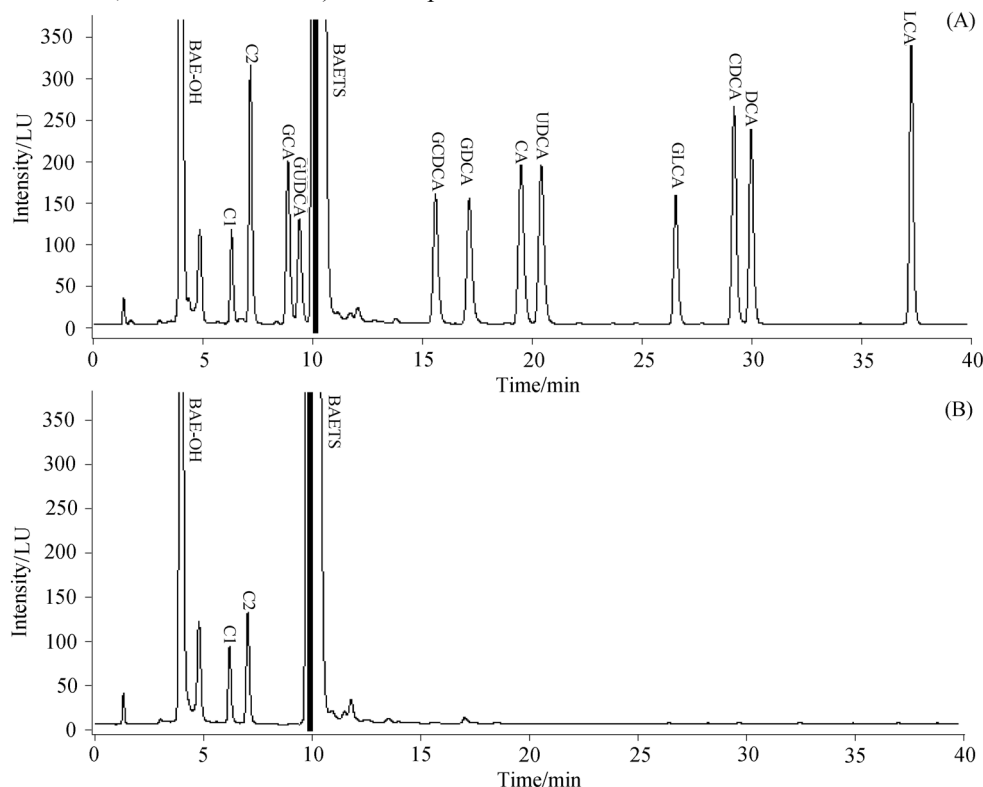 (A)
350
300
250
200
150
100
50
0
Intensity/LU
BAE-OH
C1
C2
GCA
GUDCA
BAETS
GCDCA
GDCA
CA
UDCA
GLCA
CDCA
DCA
LCA
0 5 10 15 20 25 30 35 40
Time/min
(B)
350
300
250
200
150
100
50
0
Intensity/LU
BAE-OH
C1
C2
BAETS
0 5 10 15 20 25 30 35 40
Time/min